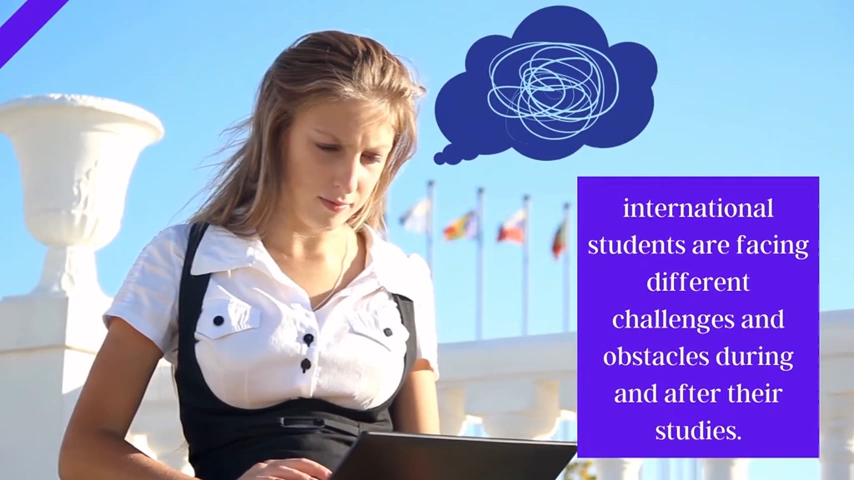 international
students are facing
different
challenges and
obstacles during
and after their
studies.